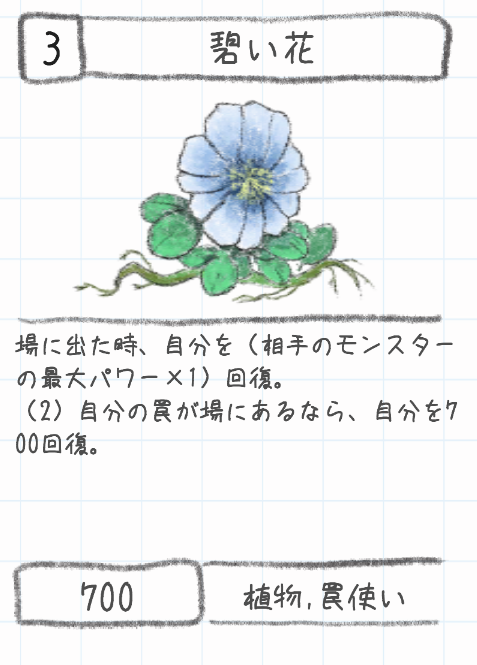 3
碧い花
場に出た時、自分を（相手のモンスター
の最大パワー×1）回復。
（2）自分の罠が場にあるなら、自分を7
00回復。
700
植物,罠使い